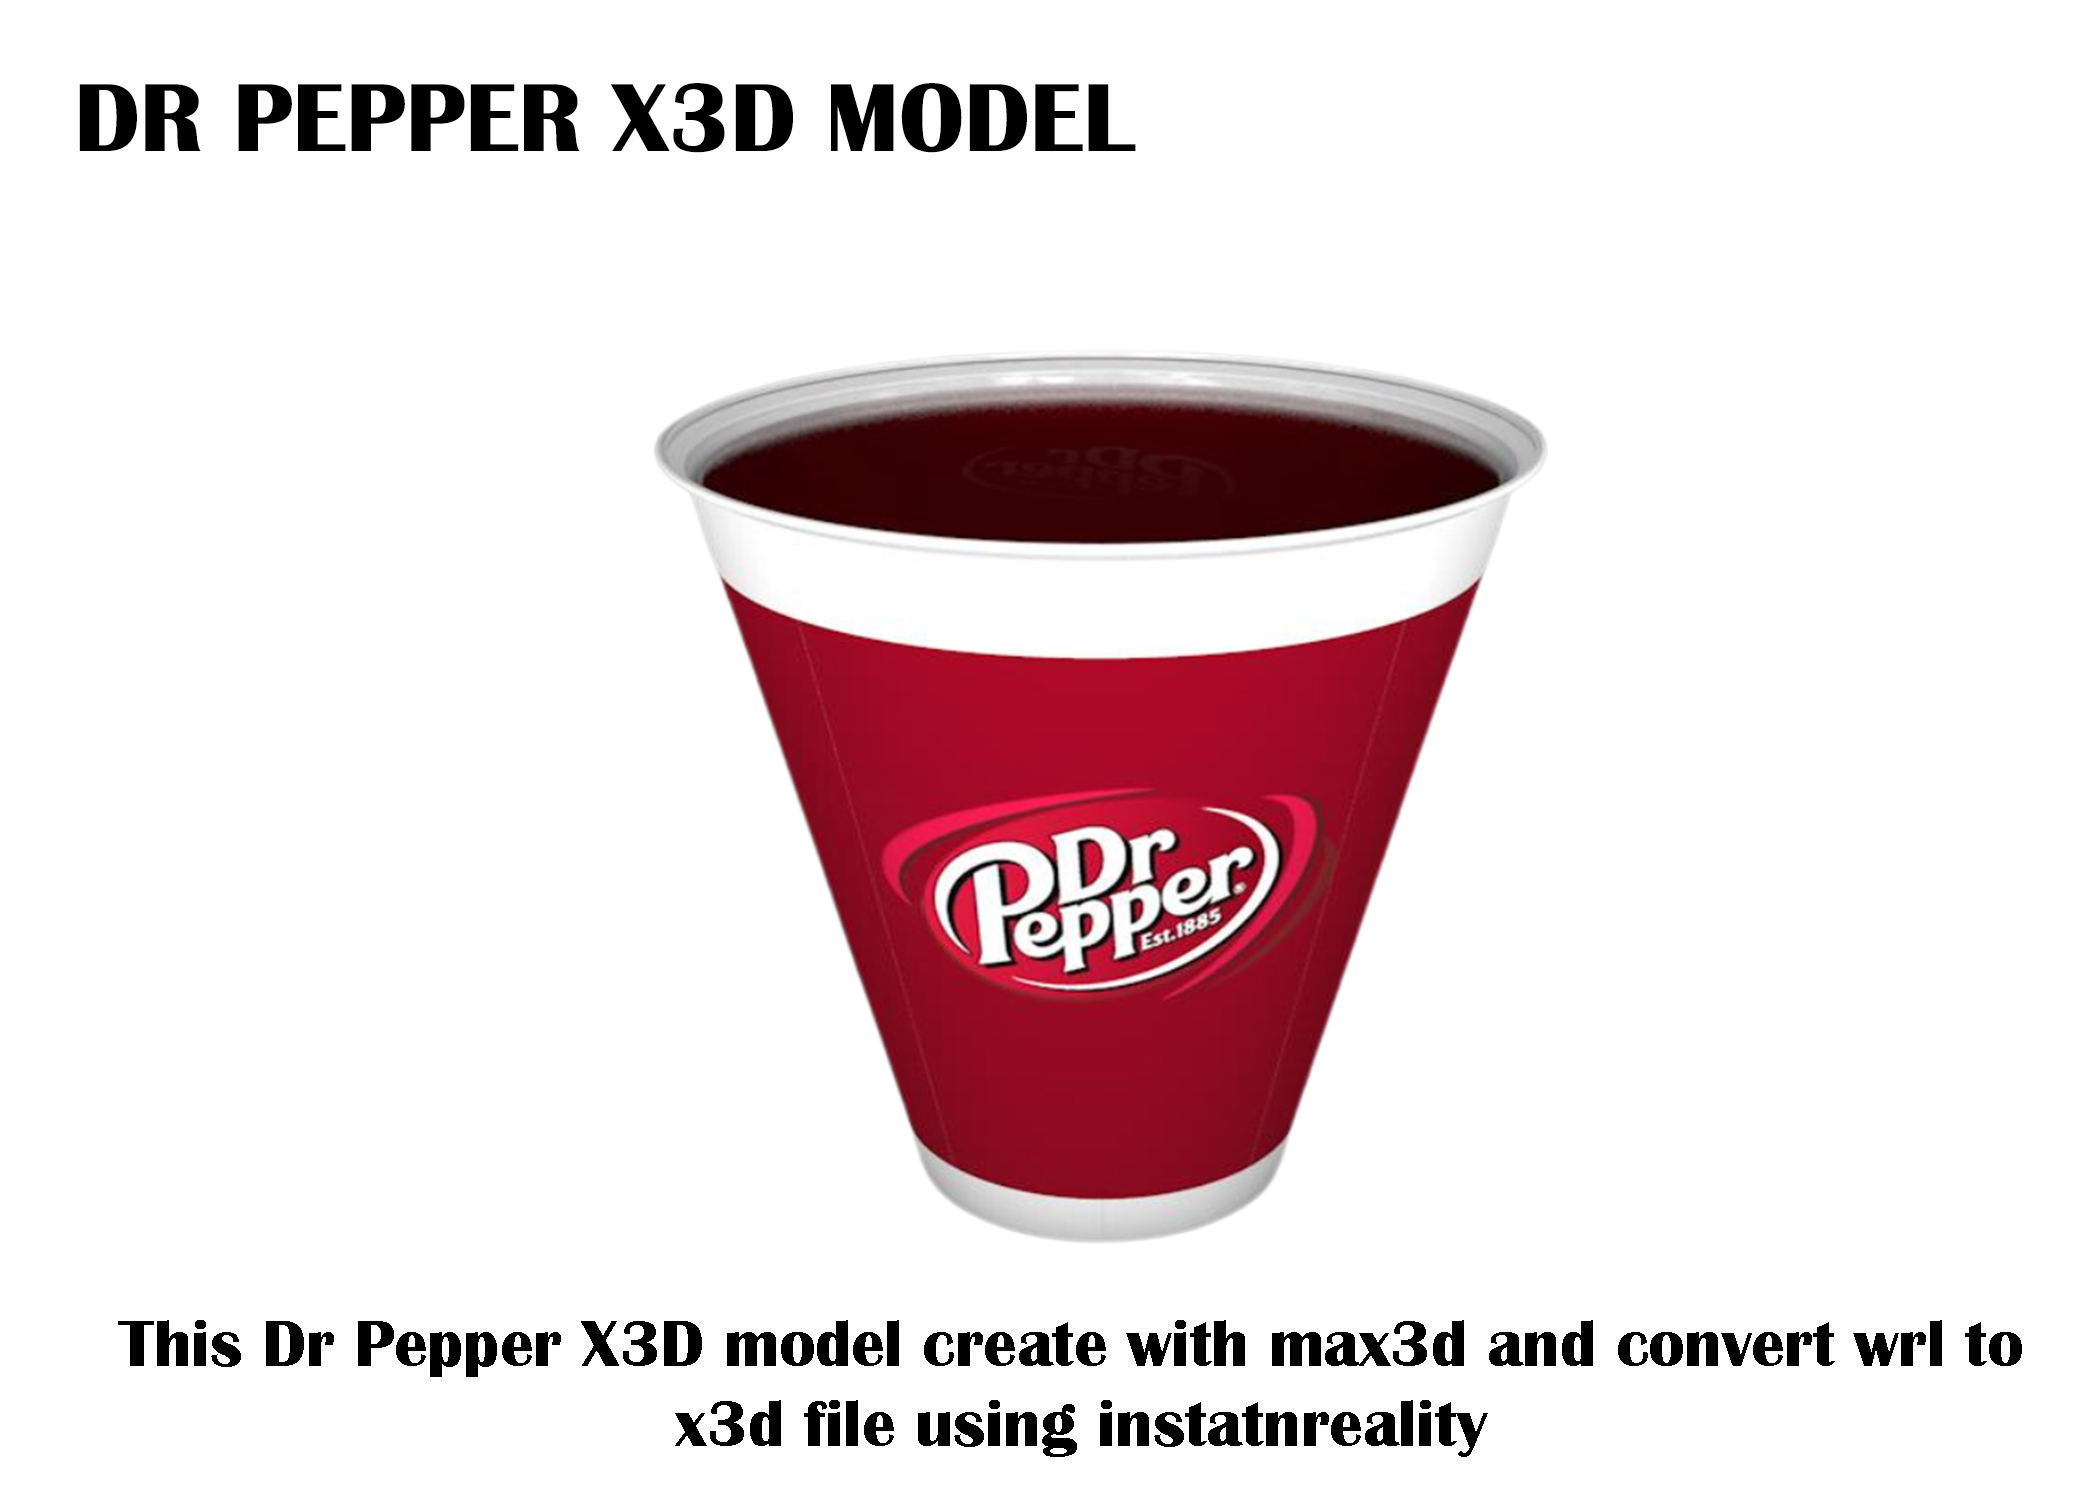 DR PEPPER X3D MODEL
Dr
Pepper®
Est.1885
This Dr Pepper X3D model create with max3d and convert wrl to
x3d file using instatnreality